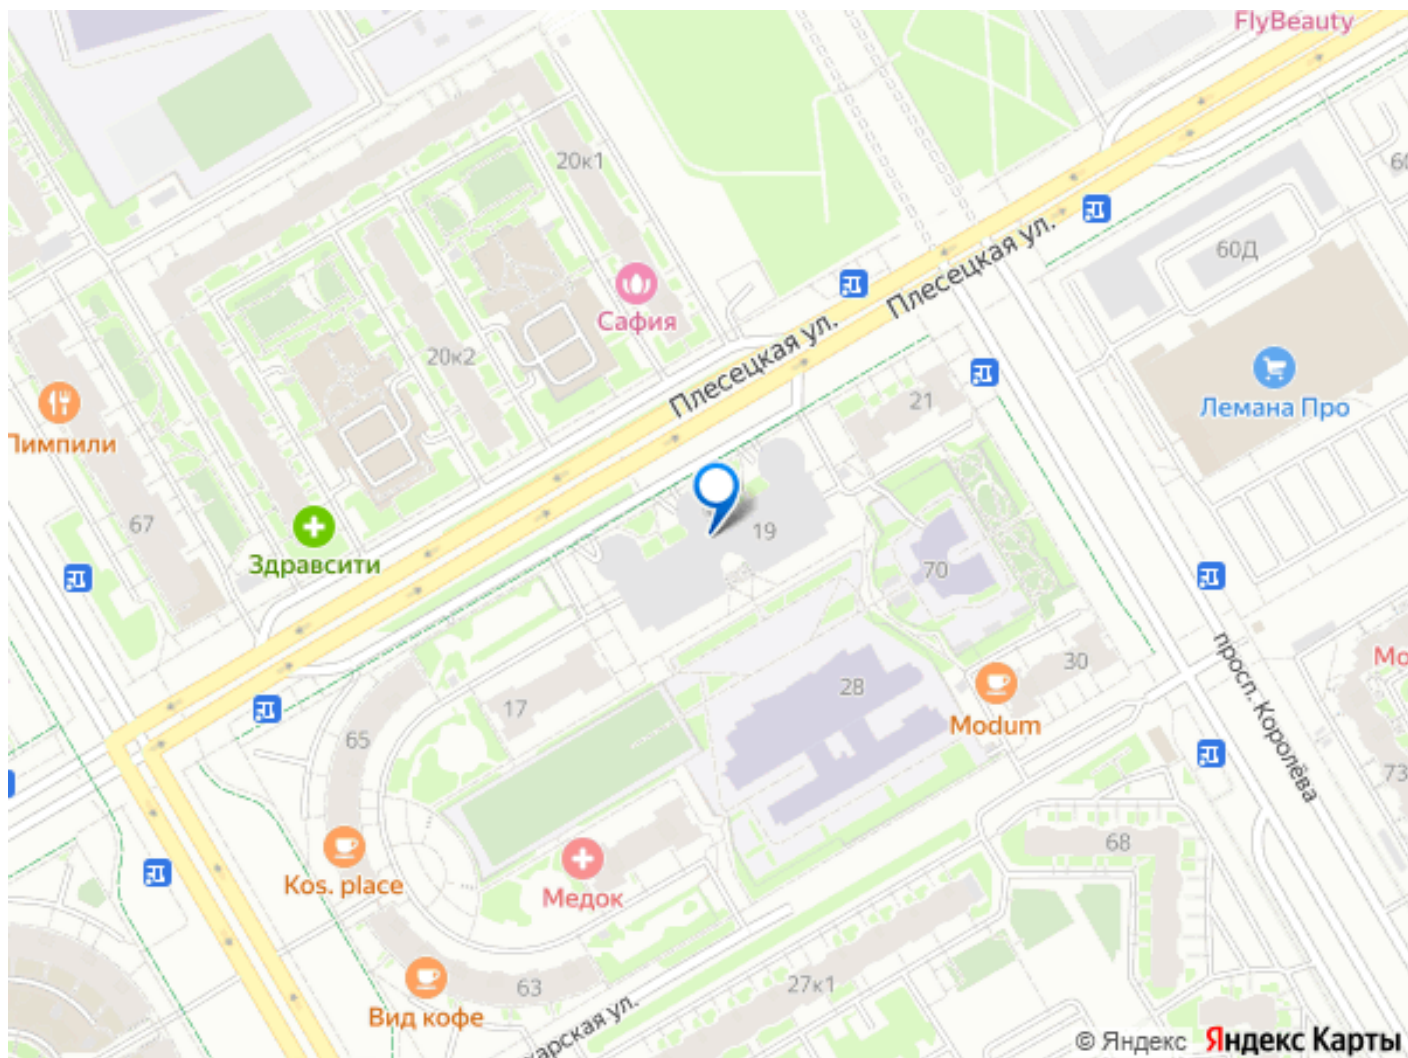 FlyBeauty
20к1
60
60Д
Плесецкая ул.
Сафия
Плесецкая ул.
20к2
21
Лемана Про
67
19
Здравсити
70
30
28
17
Modum
65
просп. Королёва
73
68
Kos. place
Медок
63
27к1
Вид кофе
© Яндекс
Яндекс Карты